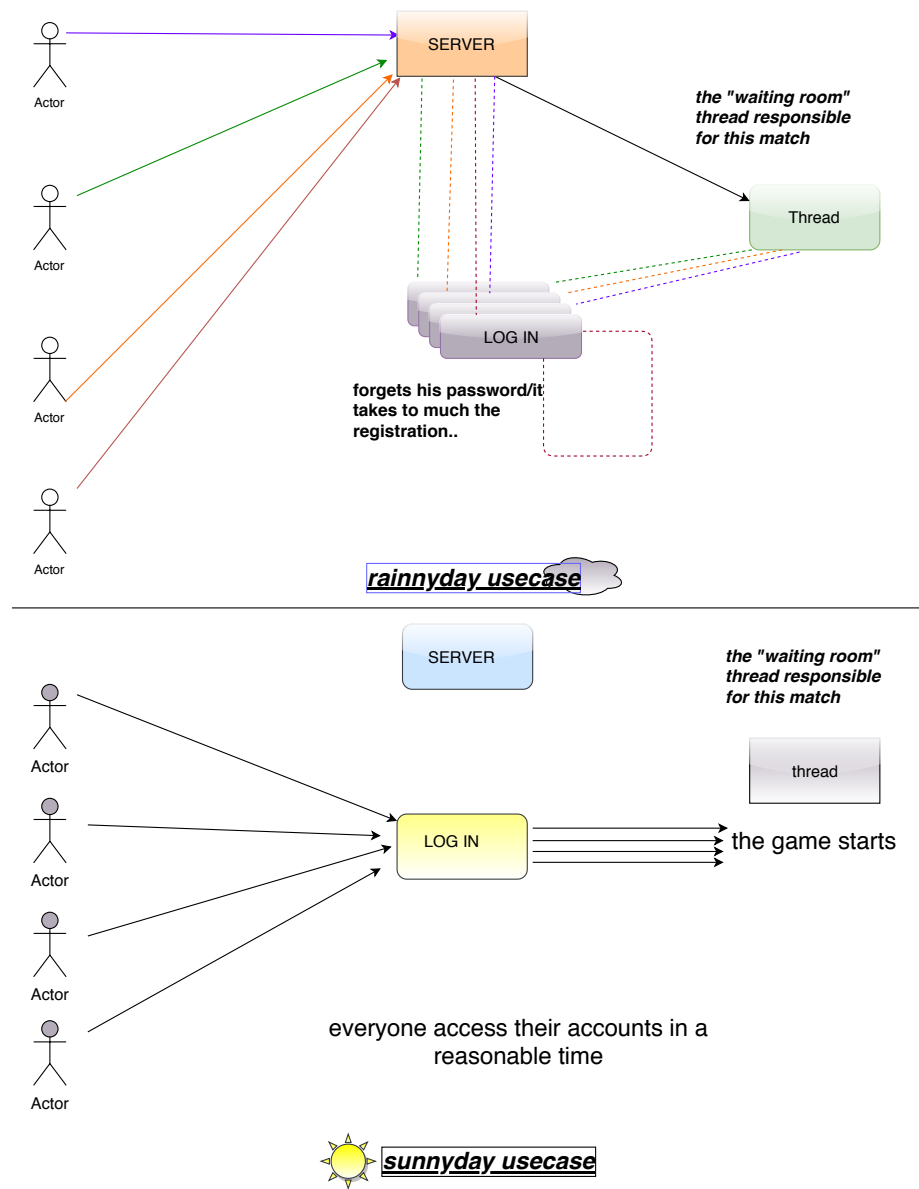 SERVER
Actor
the "waiting room"
thread responsible
for this match
Thread
Actor
LOG IN
forgets his password/it
takes to much the
registration..
Actor
Actor
rainnyday usecase
SERVER
the "waiting room"
thread responsible
for this match
Actor
thread
LOG IN
the game starts
Actor
Actor
everyone access their accounts in a
reasonable time
Actor
sunnyday usecase